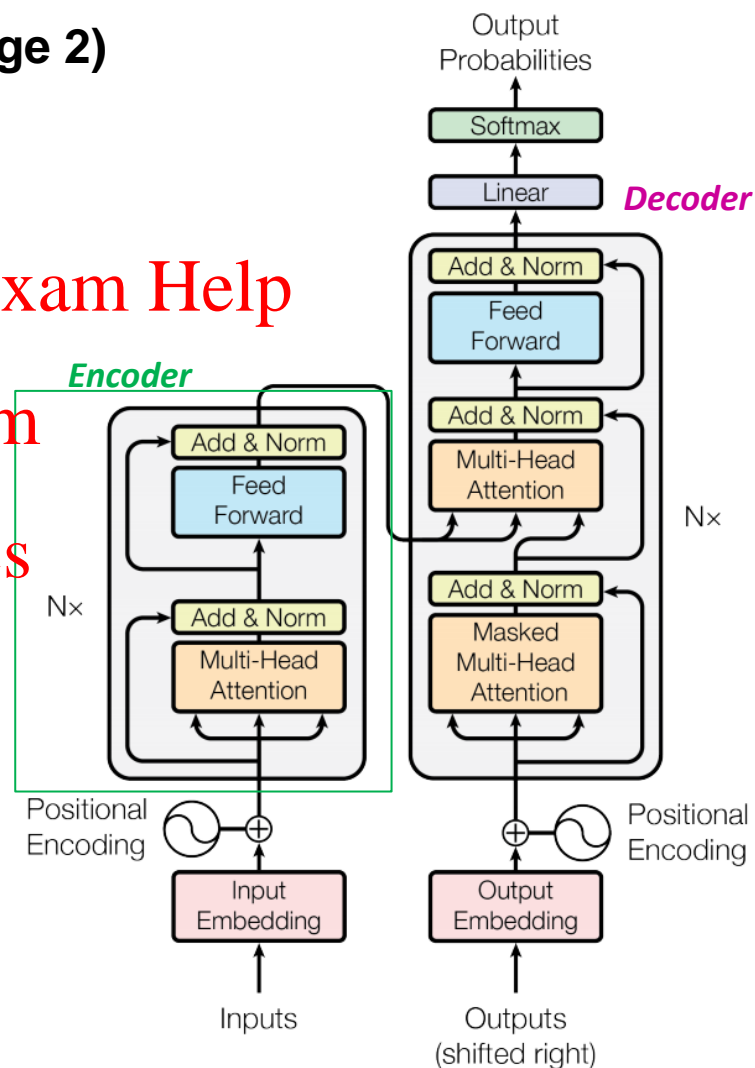 ge 2)
xam Help
m
s
Encoder
Decoder
Output
Probabilities
Softmax
Linear
Add & Norm
Feed
Forward
Add & Norm
Multi-Head
Attention
Add & Norm
Masked
Multi-Head
Attention
N×
Add & Norm
Feed
Forward
Add & Norm
Multi-Head
Attention
N×
Positional
Encoding
Positional
Encoding
Input
Embedding
Output
Embedding
Inputs
Outputs
(shifted right)